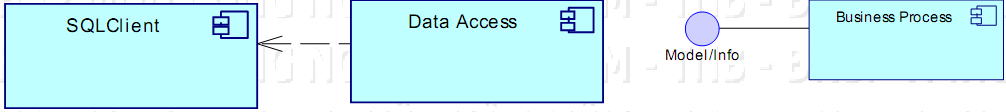 SQLClient
Data Access
Business Process
Model/Info